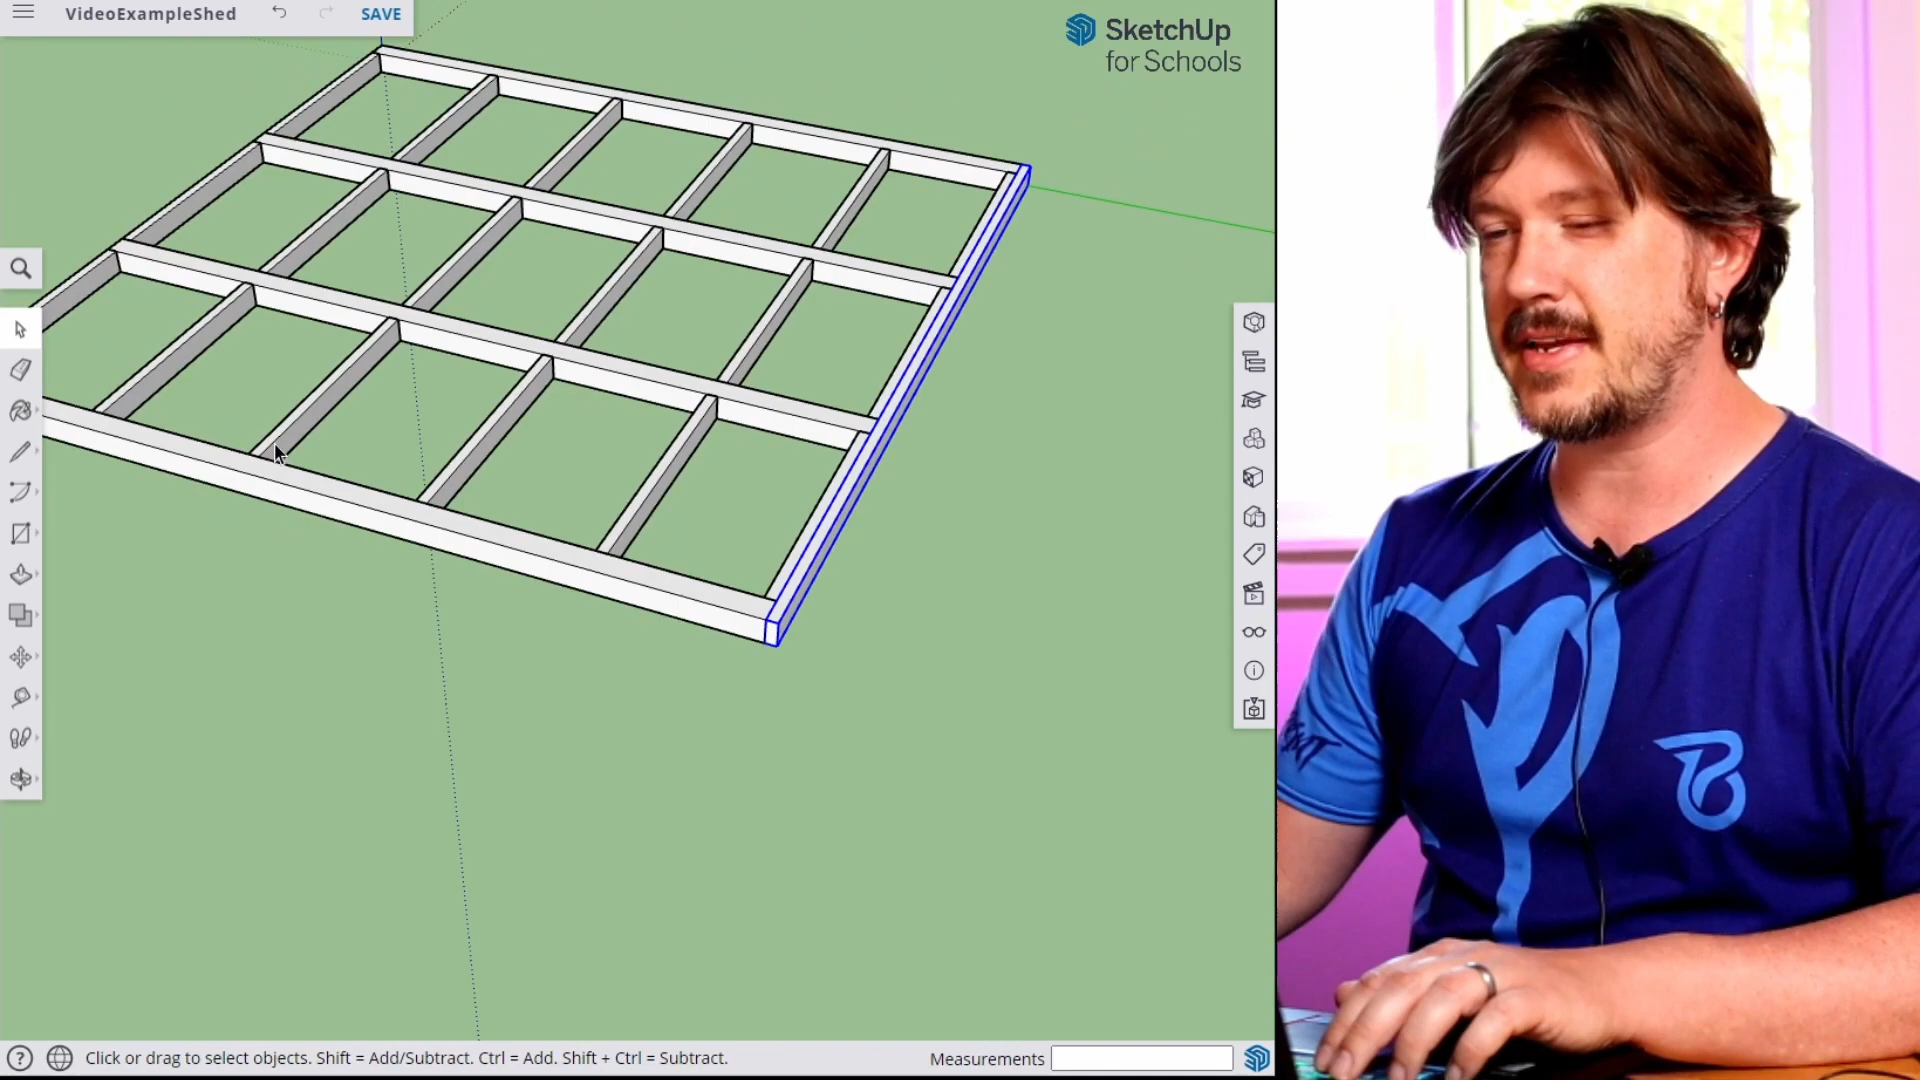 VideoExampleShed
SAVE
SketchUp
for Schools
Click or drag to select objects. Shift = Add/Subtract. Ctrl = Add. Shift + Ctrl = Subtract.
Measurements